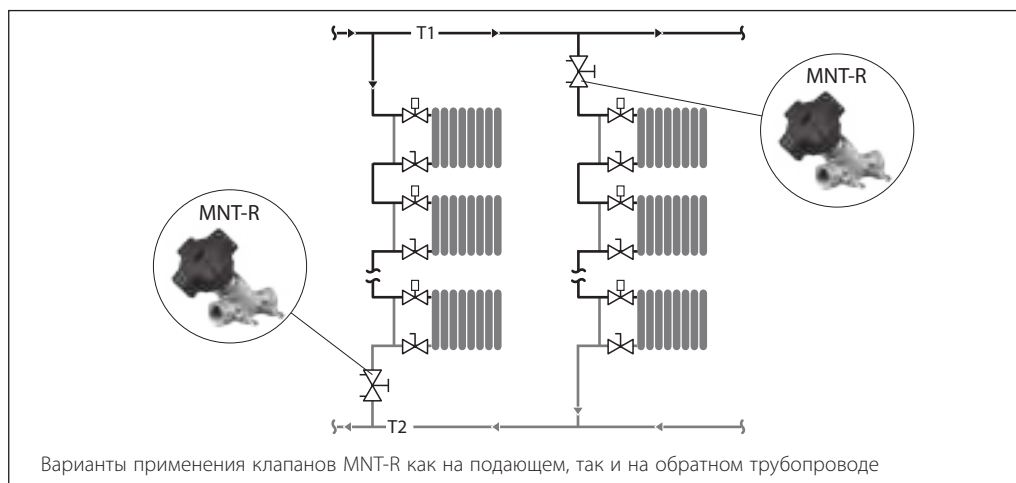 T1
MNT-R
MNT-R
T2
Варианты применения клапанов MNT-R как на подающем, так и на обратном трубопроводе